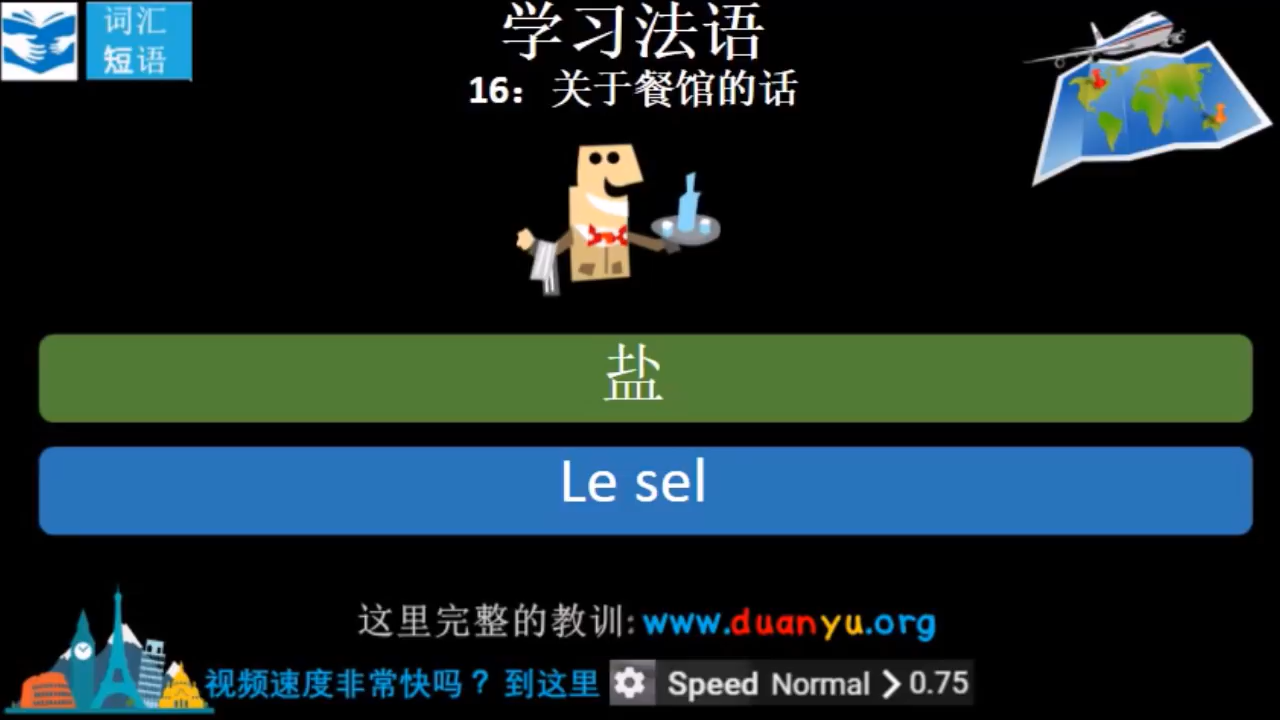 词汇
短语
学习法语
16：关于餐馆的话
盐
Le sel
这里完整的教训: www.duanyu.org
视频速度非常快吗？ 到这里 Speed Normal > 0.75